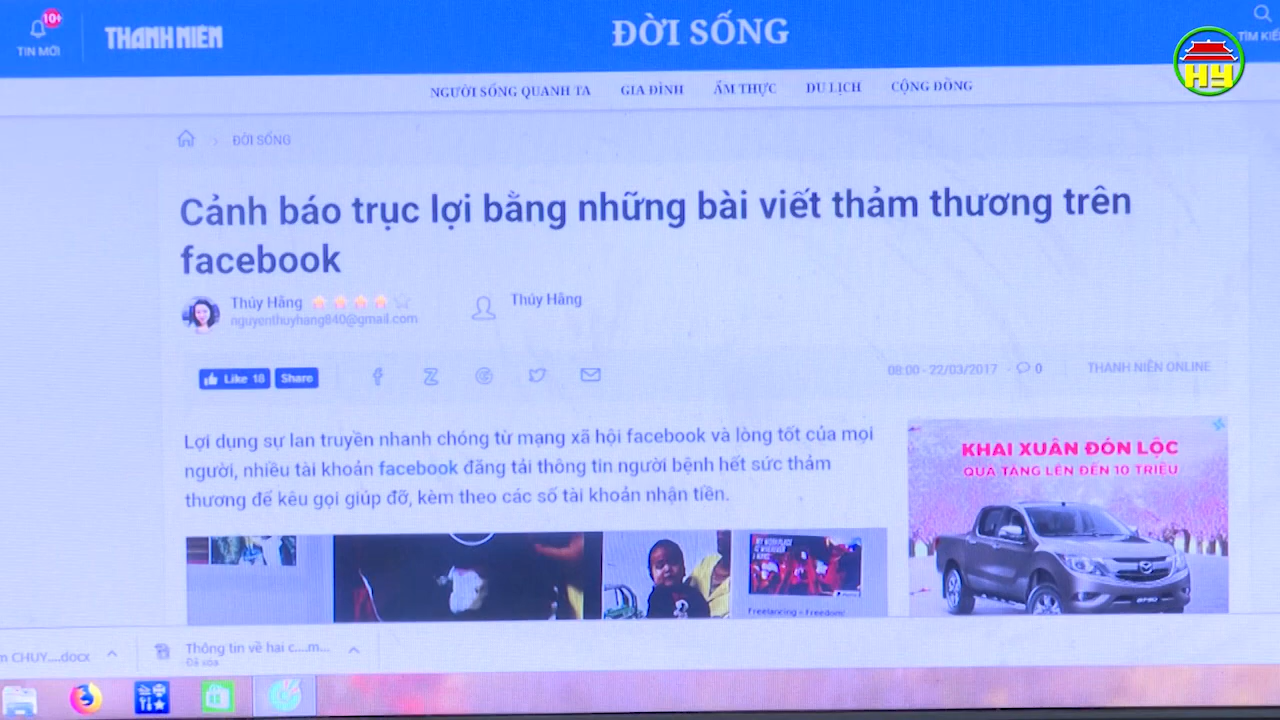 10+
TIN MỚI
THANH NIÊN
ĐỜI SỐNG
TÌM KIẾ
HY
NGƯỜI SỐNG QUANH TA GIA ĐÌNH ẨM THỰC DU LỊCH CỘNG ĐỒNG
ĐỜI SỐNG
Cảnh báo trục lợi bằng những bài viết thảm thương trên
facebook
Thúy Hằng
nguyenthuyhang840@gmail.com
Thúy Hằng
Like 18 Share
08:00 - 22/03/2017 - 0 THANH NIÊN ONLINE
Lợi dụng sự lan truyền nhanh chóng từ mạng xã hội facebook và lòng tốt của mọi
người, nhiều tài khoản facebook đăng tải thông tin người bệnh hết sức thảm
thương để kêu gọi giúp đỡ, kèm theo các số tài khoản nhận tiền.
KHAI XUÂN ĐÓN LỘC
QUÀ TẶNG LÊN ĐẾN 10 TRIỆU
MY WORKPLACE
Freelancing - Freedom!
m CHUY....docx
Thông tin về hai c....m...
Đã xóa